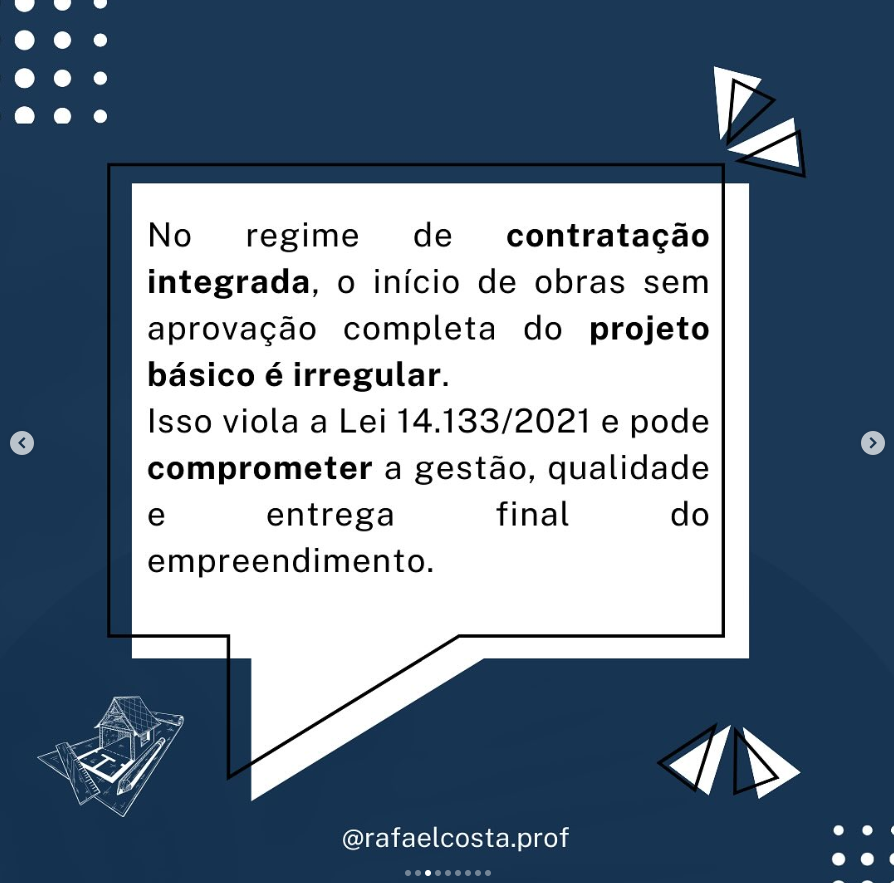 No regime de contratação
integrada, o início de obras sem
aprovação completa do projeto
básico é irregular.
Isso viola a Lei 14.133/2021 e pode
comprometer a gestão, qualidade
e entrega final do
empreendimento.
@rafaelcosta.prof